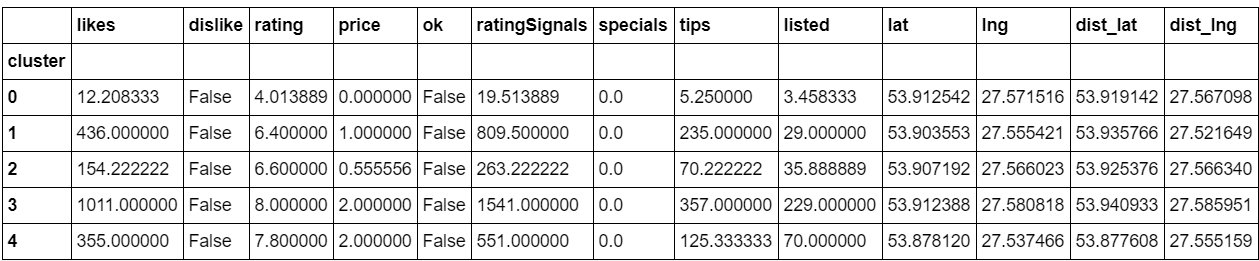 likes dislike rating price ok ratingSignals specials tips listed lat lng dist_lat dist_lng
cluster
0 12.208333 False 4.013889 0.000000 False 19.513889 0.0 5.250000 3.458333 53.912542 27.571516 53.919142 27.567098
1 436.000000 False 6.400000 1.000000 False 809.500000 0.0 235.000000 29.000000 53.903553 27.555421 53.935766 27.521649
2 154.222222 False 6.600000 0.555556 False 263.222222 0.0 70.222222 35.888889 53.907192 27.566023 53.925376 27.566340
3 1011.000000 False 8.000000 2.000000 False 1541.000000 0.0 357.000000 229.000000 53.912388 27.580818 53.940933 27.585951
4 355.000000 False 7.800000 2.000000 False 551.000000 0.0 125.333333 70.000000 53.878120 27.537466 53.877608 27.555159